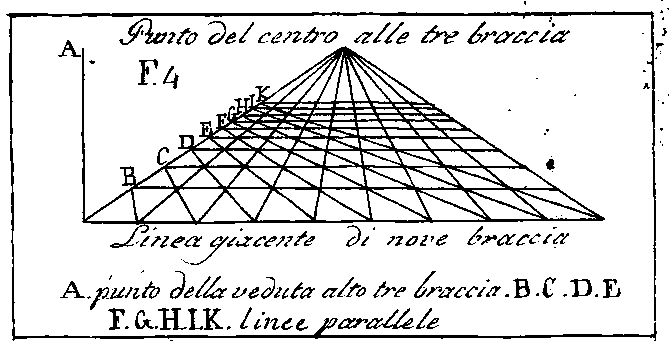 Punto del centro alle tre braccia
A
F.4
K
I
H
G
F
E
D
C
B
Linea giacente di nove braccia
A. punto della veduta alto tre braccia. B. C. D. E
F. G. H. I. K. linee parallele